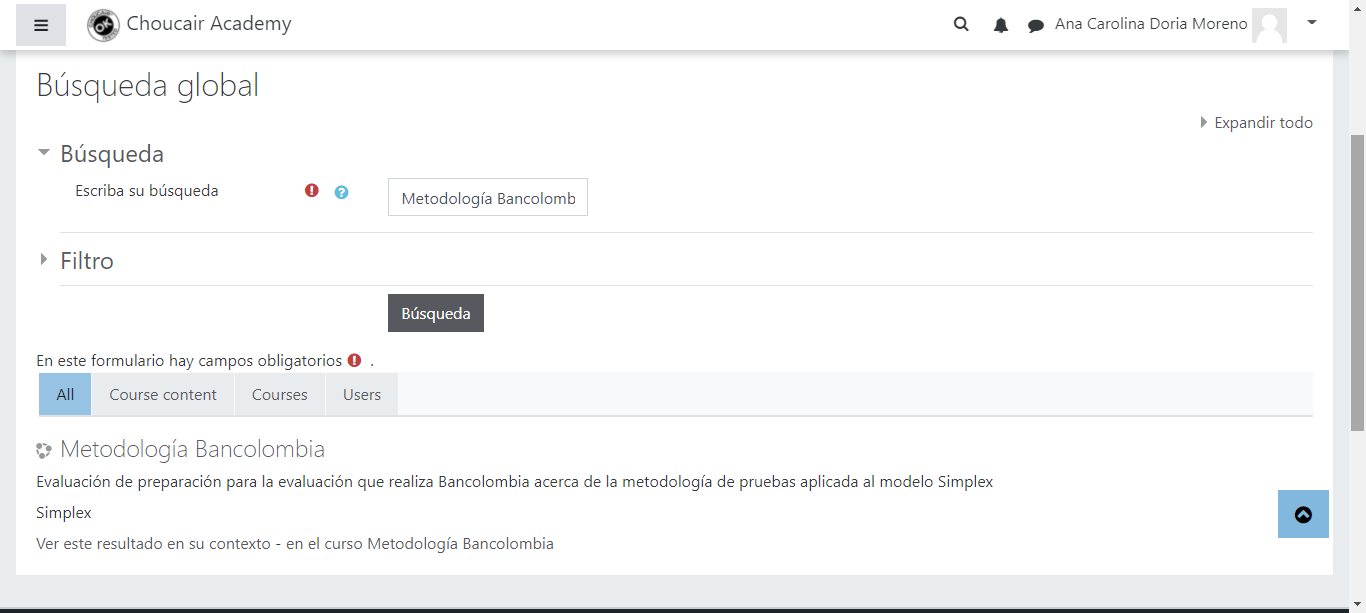 Choucair Academy
Ana Carolina Doria Moreno
Búsqueda global
Expandir todo
Búsqueda
Escriba su búsqueda
Metodología Bancolomb
Filtro
Búsqueda
En este formulario hay campos obligatorios .
All Course content Courses Users
Metodología Bancolombia
Evaluación de preparación para la evaluación que realiza Bancolombia acerca de la metodología de pruebas aplicada al modelo Simplex
Simplex
Ver este resultado en su contexto - en el curso Metodología Bancolombia